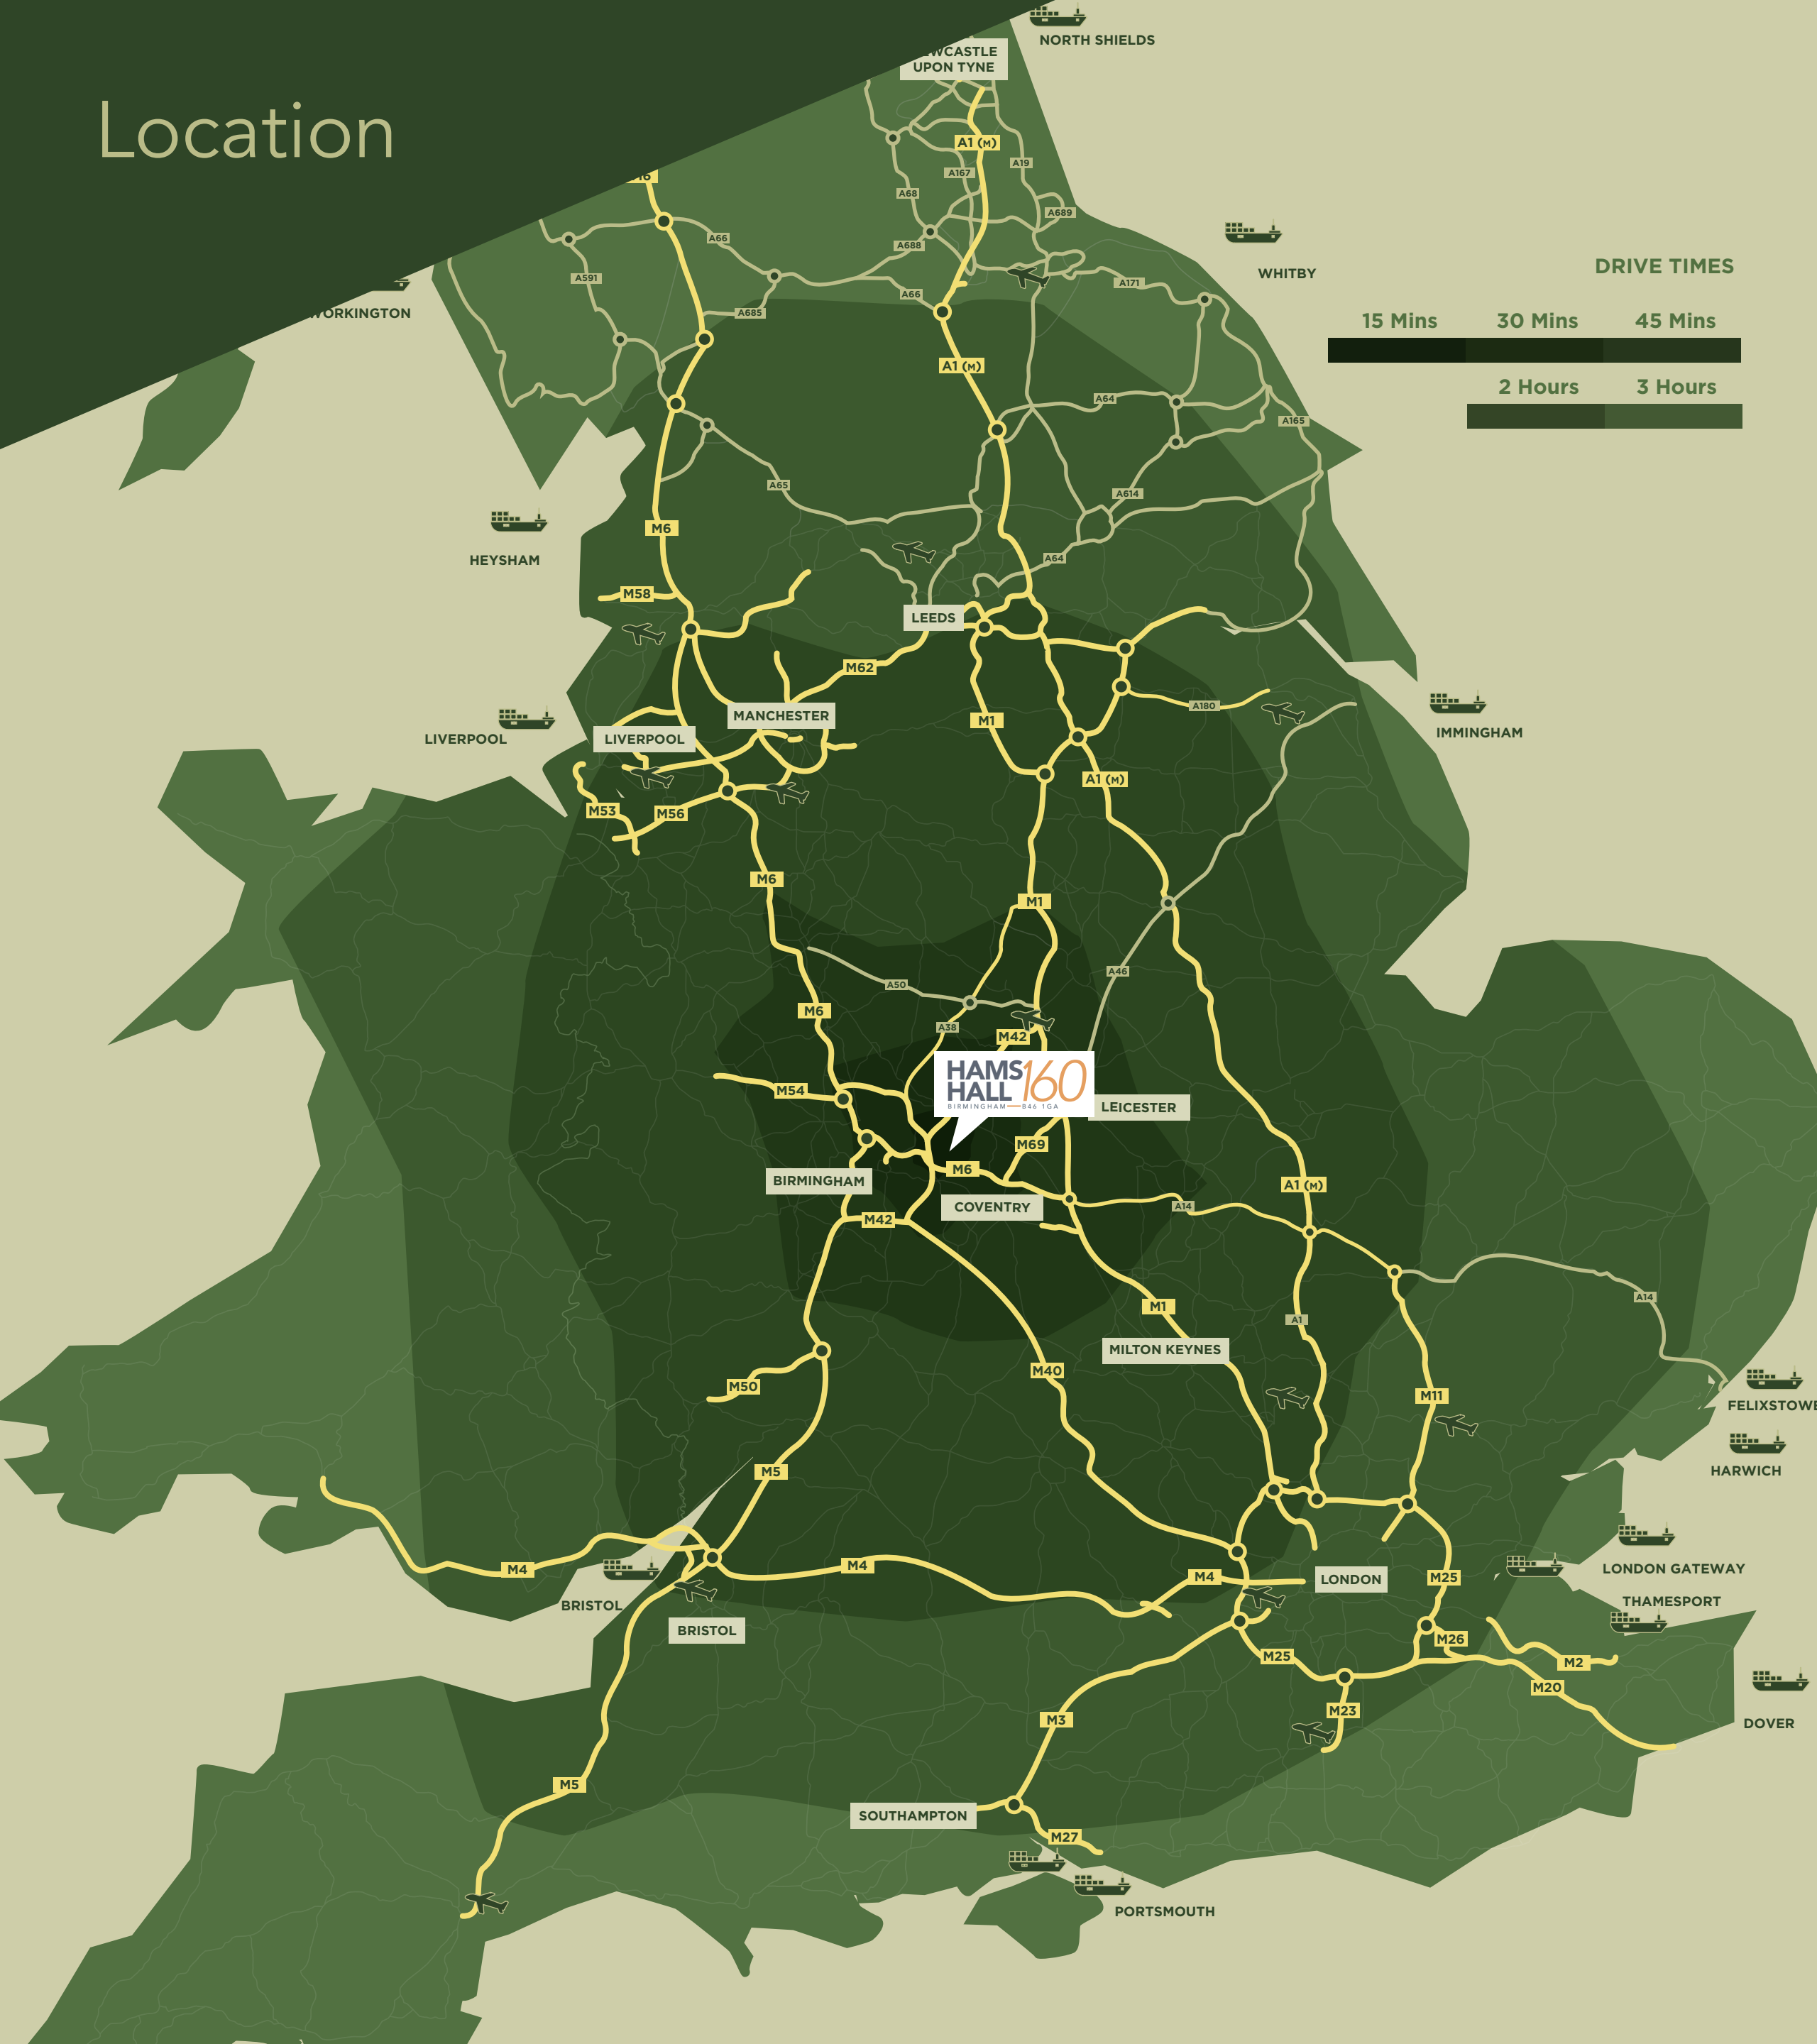 Location
NORTH SHIELDS
UPON TYNE
A1 (M)
A19
A167
A68
A689
A688
A66
A591
A66
A171
A685
WHITBY
DRIVE TIMES
15 Mins
30 Mins
45 Mins
2 Hours
3 Hours
A1 (M)
A64
A165
A65
A614
M6
HEYSHAM
A64
M58
LEEDS
M62
A180
MANCHESTER
M1
LIVERPOOL
LIVERPOOL
IMMINGHAM
A1 (M)
M53
M56
M6
M1
A46
A50
M6
A38
M42
HAMS
HALL
160
BIRMINGHAM
B46 1GA
M54
LEICESTER
M69
M6
BIRMINGHAM
A1 (M)
COVENTRY
A14
M42
A14
M1
A1
MILTON KEYNES
M40
M50
M11
FELIXSTOWE
M5
HARWICH
M4
M4
M4
LONDON
M25
LONDON GATEWAY
BRISTOL
THAMESPORT
BRISTOL
M26
M25
M2
M20
M23
M3
DOVER
M5
SOUTHAMPTON
M27
PORTSMOUTH